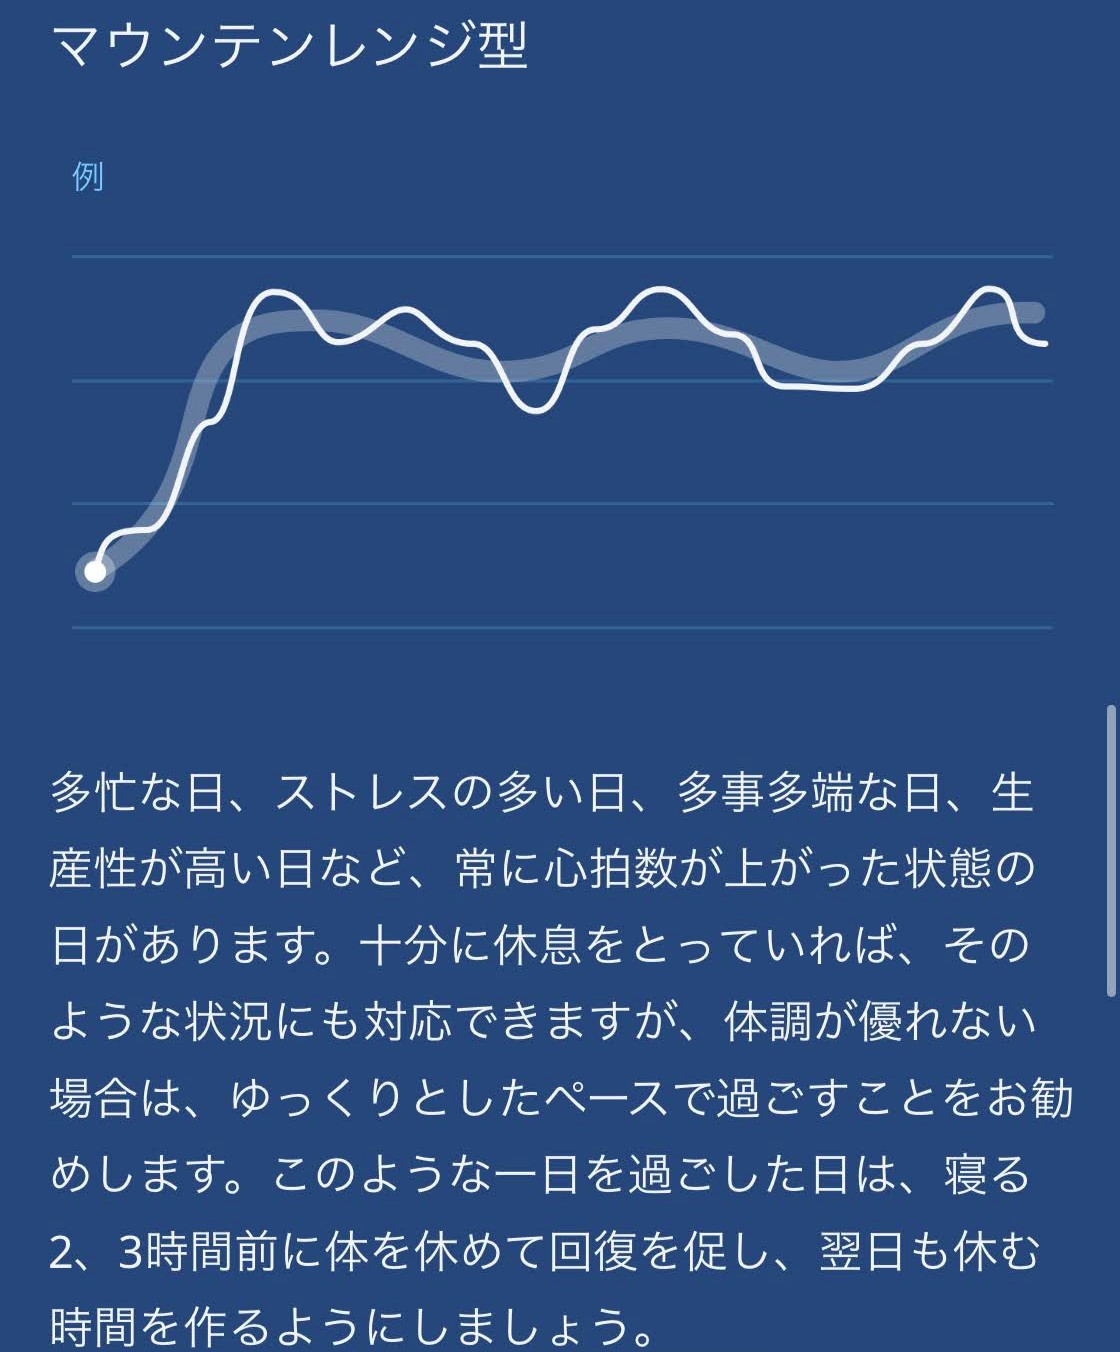 マウンテンレンジ型
例
多忙な日、ストレスの多い日、多事多端な日、生
産性が高い日など、常に心拍数が上がった状態の
日があります。十分に休息をとっていれば、その
ような状況にも対応できますが、体調が優れない
場合は、ゆっくりとしたペースで過ごすことをお勧
めします。このような一日を過ごした日は、寝る
2、3時間前に体を休めて回復を促し、翌日も休む
時間を作るようにしましょう。